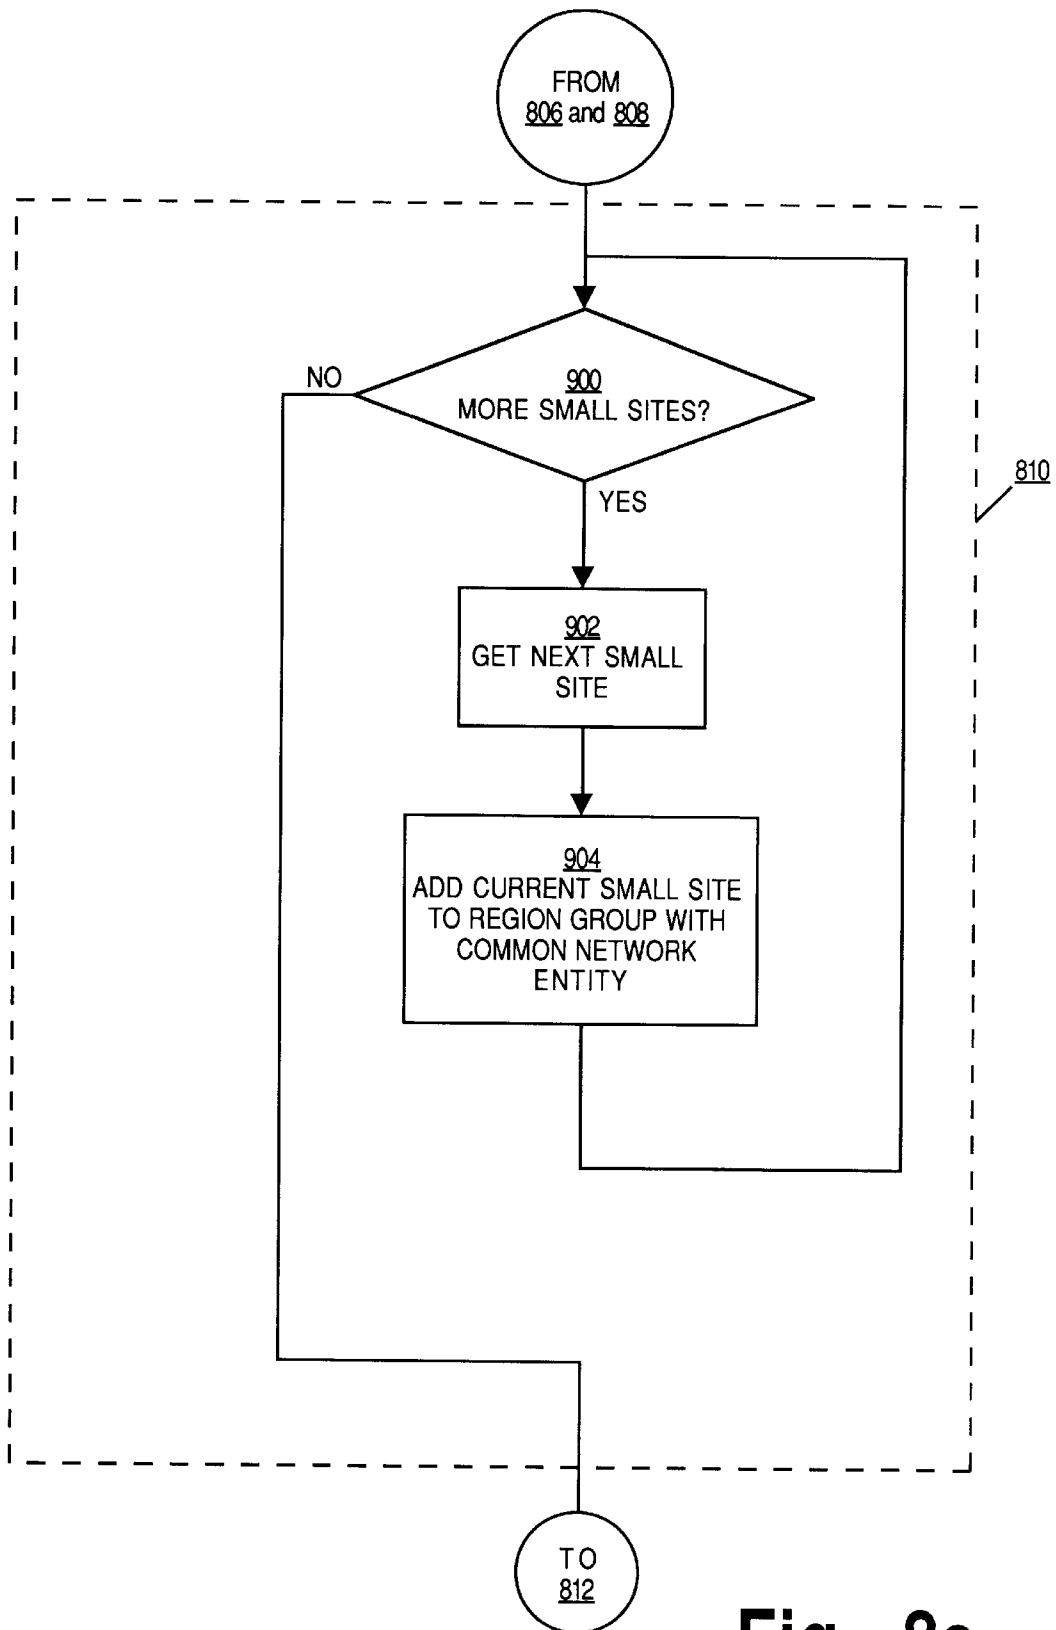 FROM
806 and 808
900
MORE SMALL SITES?
NO
YES
810
902
GET NEXT SMALL
SITE
904
ADD CURRENT SMALL SITE
TO REGION GROUP WITH
COMMON NETWORK
ENTITY
TO
812
Fig.